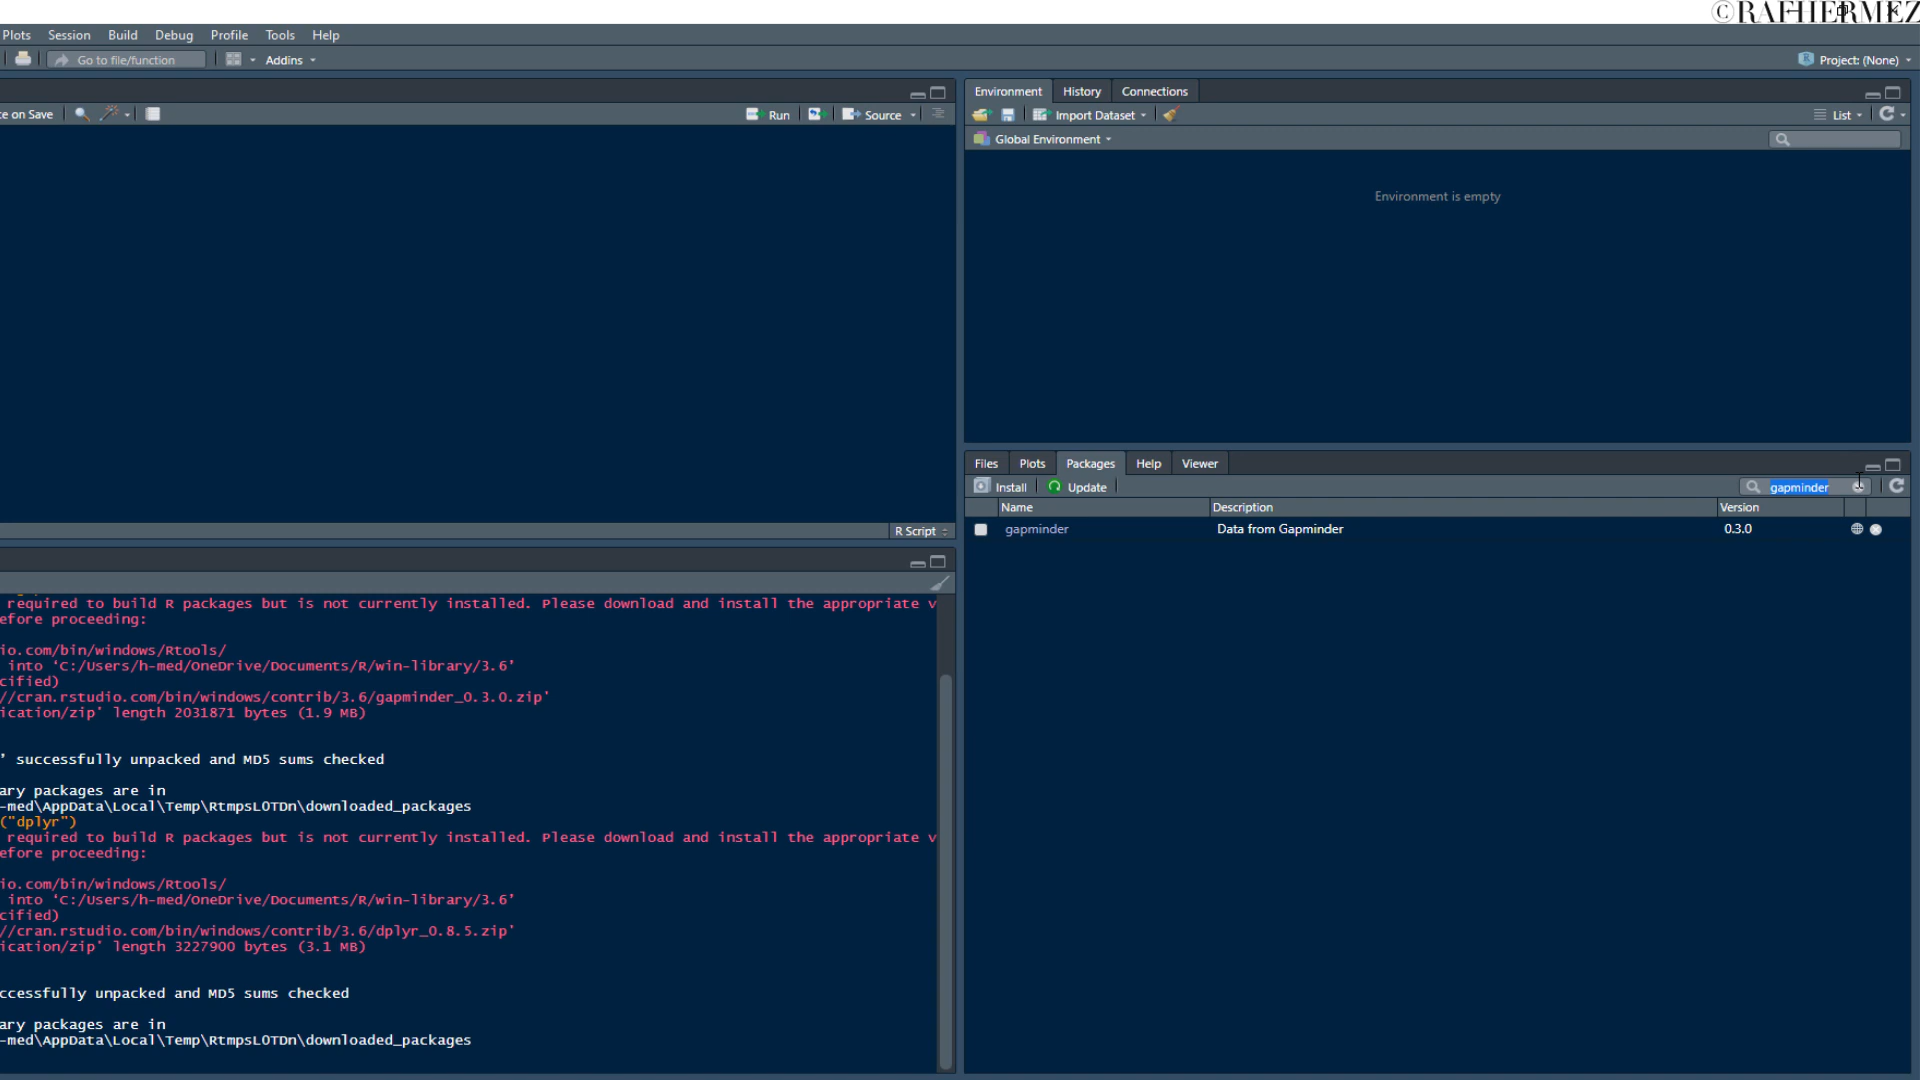 © RAFHERMEZ
Plots Session Build Debug Profile Tools Help
Go to file/function Addins Project: (None)
Environment History Connections
e on Save Run Source Import Dataset List
Global Environment
Environment is empty
Files Plots Packages Help Viewer
Install Update gapminder
Name Description Version
gapminder Data from Gapminder 0.3.0
R Script
required to build R packages but is not currently installed. Please download and install the appropriate v
efore proceeding:
io.com/bin/windows/Rtools/
into ‘C:/Users/h-med/OneDrive/Documents/R/win-library/3.6’
cified)
//cran.rstudio.com/bin/windows/contrib/3.6/gapminder_0.3.0.zip'
ication/zip' length 2031871 bytes (1.9 MB)
’ successfully unpacked and MD5 sums checked
ary packages are in
-med\AppData\Local\Temp\RtmpsLOTDn\downloaded_packages
("dplyr")
required to build R packages but is not currently installed. Please download and install the appropriate v
efore proceeding:
io.com/bin/windows/Rtools/
into ‘C:/Users/h-med/OneDrive/Documents/R/win-library/3.6’
cified)
//cran.rstudio.com/bin/windows/contrib/3.6/dplyr_0.8.5.zip'
ication/zip' length 3227900 bytes (3.1 MB)
ccessfully unpacked and MD5 sums checked
ary packages are in
-med\AppData\Local\Temp\RtmpsLOTDn\downloaded_packages